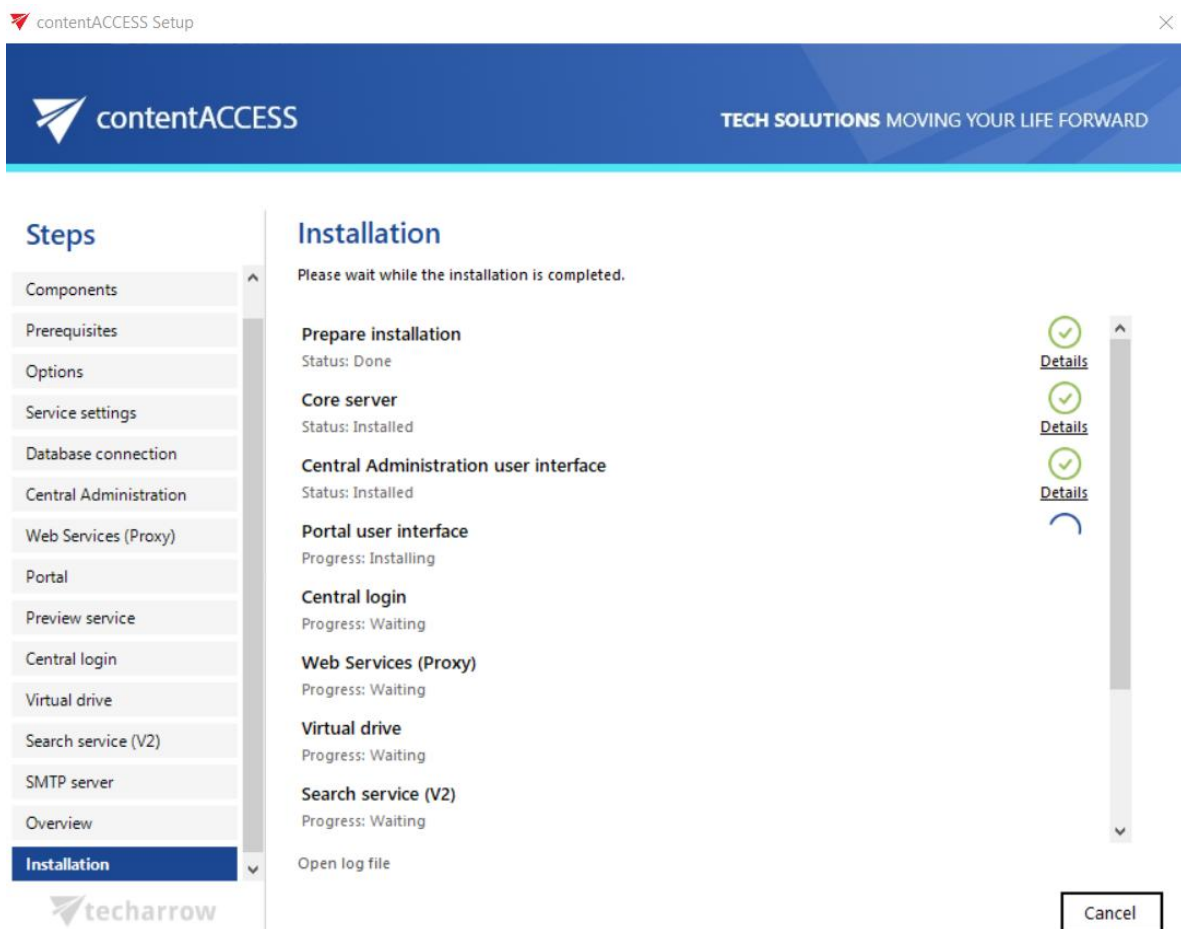 contentACCESS Setup
contentACCESS
TECH SOLUTIONS MOVING YOUR LIFE FORWARD
Steps
Components
Prerequisites
Options
Service settings
Database connection
Central Administration
Web Services (Proxy)
Portal
Preview service
Central login
Virtual drive
Search service (V2)
SMTP server
Overview
Installation
techarrow
Installation
Please wait while the installation is completed.
Prepare installation
Status: Done
Details
Core server
Status: Installed
Details
Central Administration user interface
Status: Installed
Details
Portal user interface
Progress: Installing
Central login
Progress: Waiting
Web Services (Proxy)
Progress: Waiting
Virtual drive
Progress: Waiting
Search service (V2)
Progress: Waiting
Open log file
Cancel